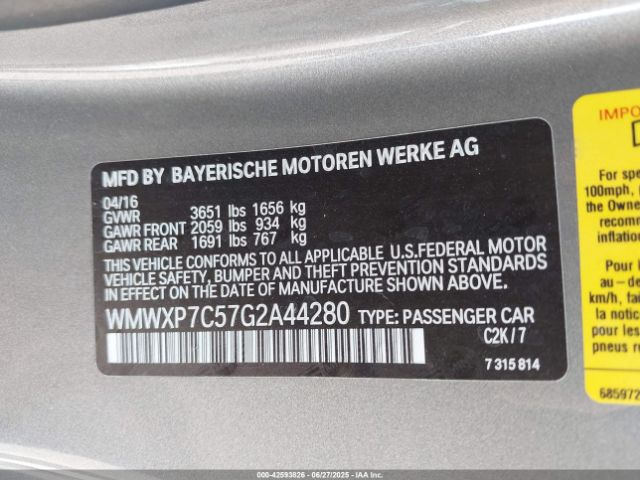 MFD BY BAYERISCHE MOTOREN WERKE AG
04/16
GVWR 3651 lbs 1656 kg
GAWR FRONT 2059 lbs 934 kg
GAWR REAR 1691 lbs 767 kg
THIS VEHICLE CONFORMS TO ALL APPLICABLE U.S.FEDERAL MOTOR
VEHICLE SAFETY, BUMPER AND THEFT PREVENTION STANDARDS
IN EFFECT ON THE DATE OF MANUFACTURE SHOWN ABOVE.
WMWXP7C57G2A44280 TYPE: PASSENGER CAR
C2K/7
7 315 814
IMPO
For spe
100mph,
the Owne
recomm
inflation
Pour
au - de
km/h, fai
la notice
pour les
pneus re
685972
000-42593826 - 06/27/2025 - IAA Inc.